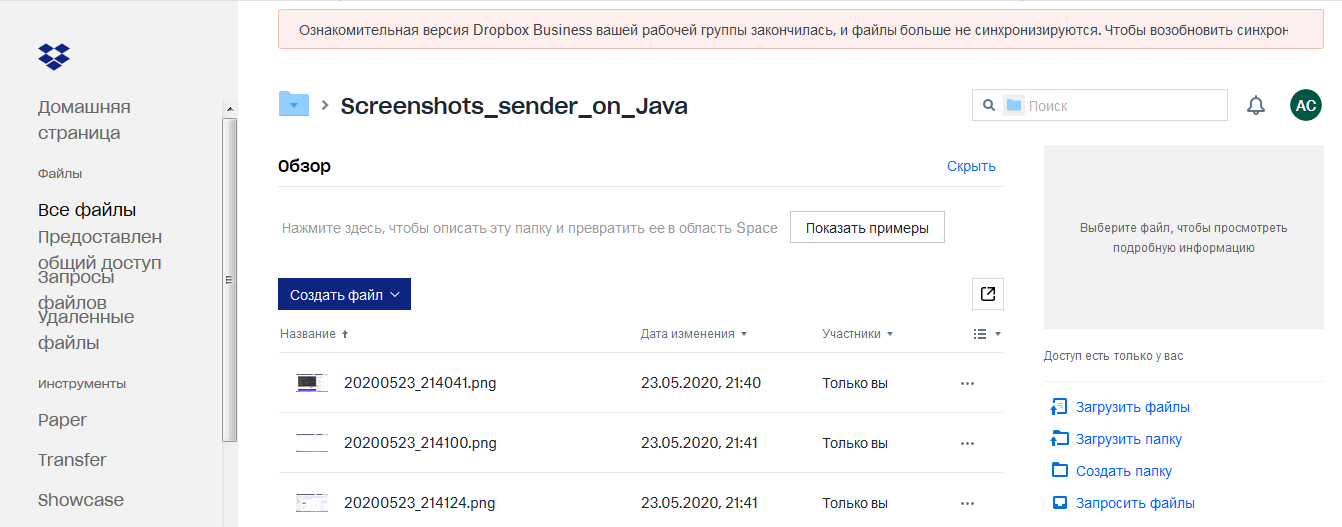 Ознакомительная версия Dropbox Business вашей рабочей группы закончилась, и файлы больше не синхронизируются. Чтобы возобновить синхрон
Домашняя
страница
Файлы
Все файлы
Предоставлен
общий доступ
Запросы
файлов
Удаленные
файлы
Инструменты
Paper
Transfer
Showcase
Screenshots_sender_on_Java
Поиск
AC
Обзор
Скрыть
Нажмите здесь, чтобы описать эту папку и превратить ее в область Space
Показать примеры
Создать файл
Название
Дата изменения
Участники
20200523_214041.png 23.05.2020, 21:40 Только вы
20200523_214100.png 23.05.2020, 21:41 Только вы
20200523_214124.png 23.05.2020, 21:41 Только вы
Выберите файл, чтобы просмотреть
подробную информацию
Доступ есть только у вас
Загрузить файлы
Загрузить папку
Создать папку
Запросить файлы